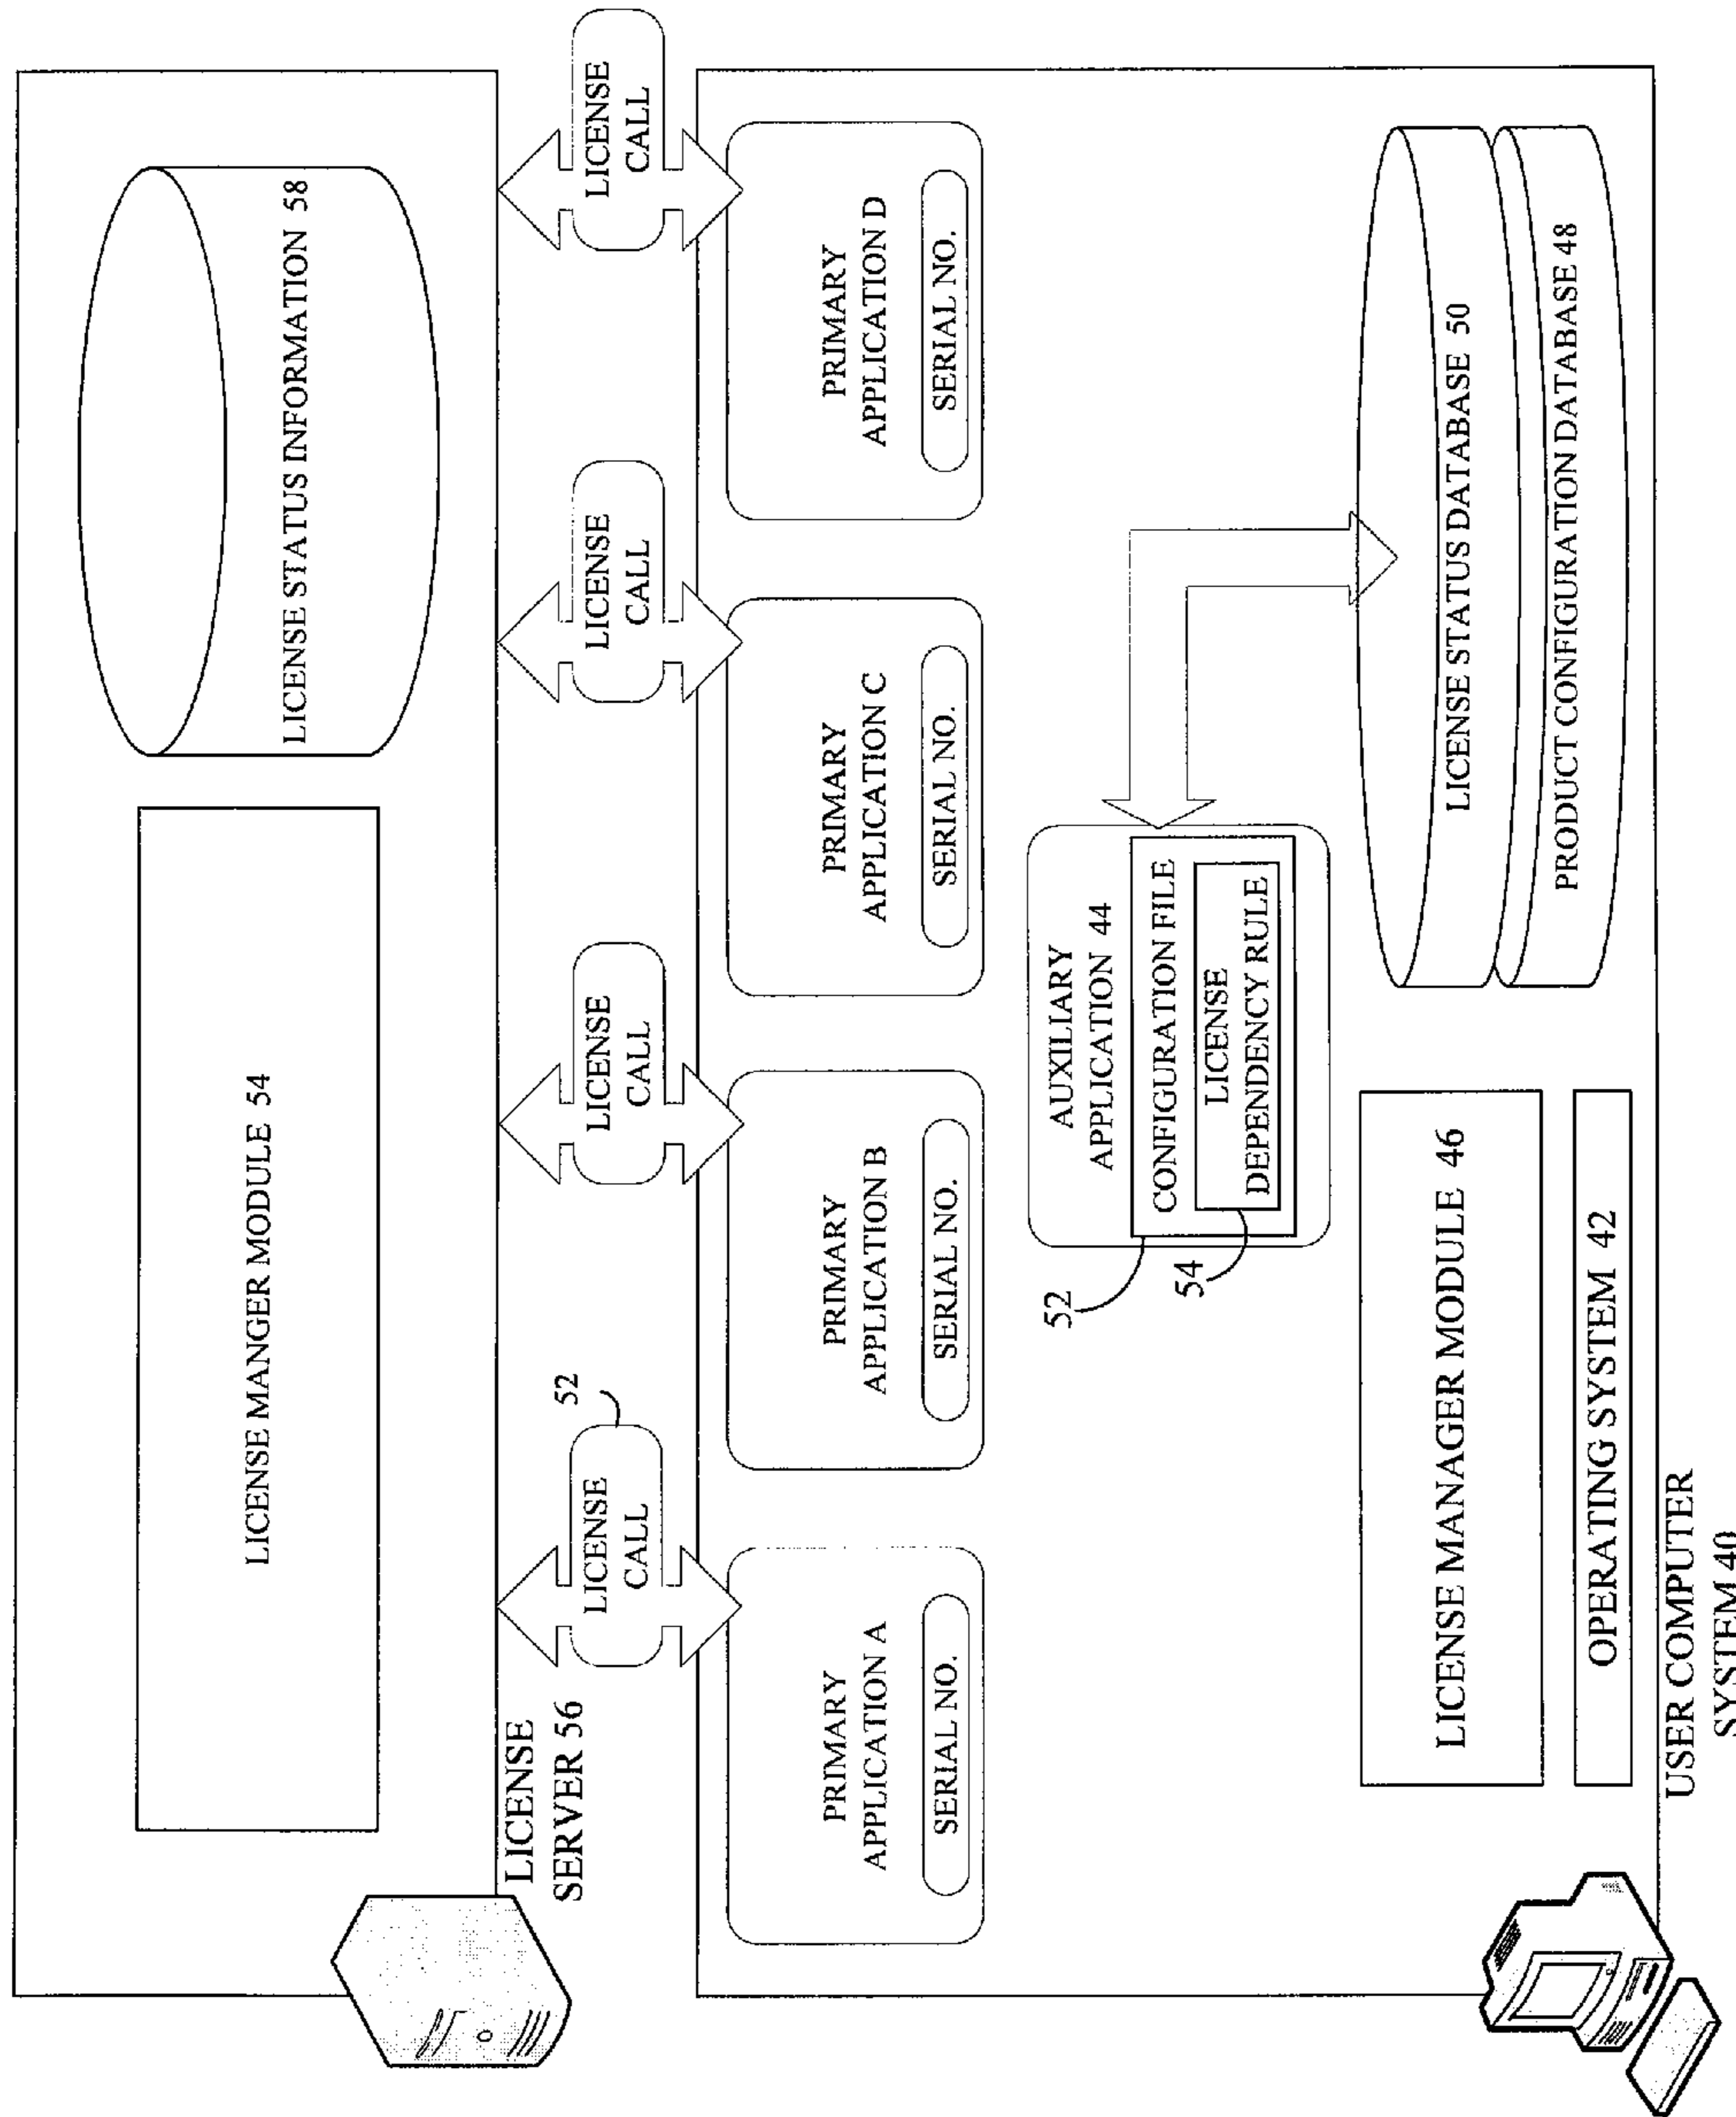 LICENSE MANGER MODULE 54
LICENSE STATUS INFORMATION 58
LICENSE
SERVER 56
LICENSE
CALL
52
LICENSE
CALL
LICENSE
CALL
LICENSE
CALL
PRIMARY
APPLICATION A
SERIAL NO.
PRIMARY
APPLICATION B
SERIAL NO.
PRIMARY
APPLICATION C
SERIAL NO.
PRIMARY
APPLICATION D
SERIAL NO.
AUXILIARY
APPLICATION 44
CONFIGURATION FILE
LICENSE
DEPENDENCY RULE
52
54
LICENSE MANAGER MODULE 46
OPERATING SYSTEM 42
LICENSE STATUS DATABASE 50
PRODUCT CONFIGURATION DATABASE 48
USER COMPUTER
SYSTEM 40